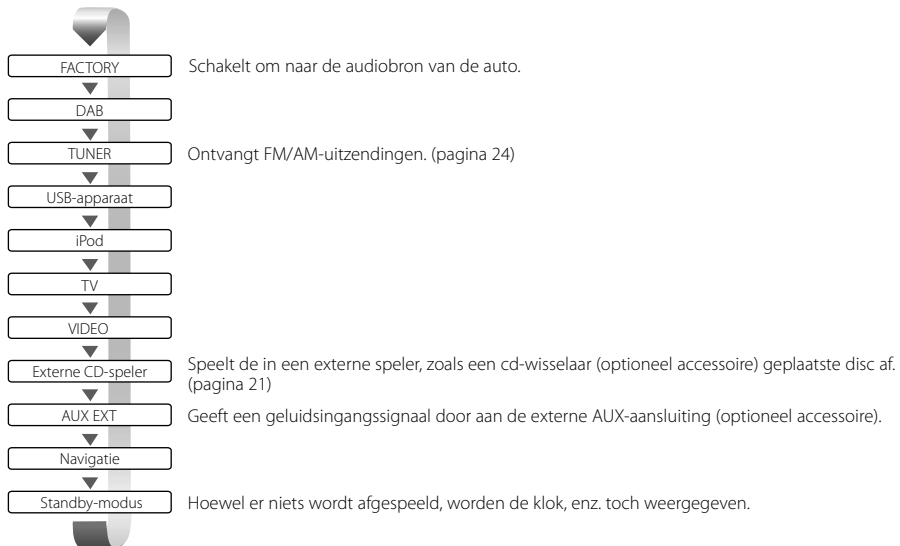 FACTORY Schakelt om naar de audiobron van de auto.
DAB
TUNER Ontvangt FM/AM-uitzendingen. (pagina 24)
USB-apparaat
iPod
TV
VIDEO
Externe CD-speler Speelt de in een externe speler, zoals een cd-wisselaar (optioneel accessoire) geplaatste disc af.
(pagina 21)
AUX EXT Geeft een geluidsingangssignaal door aan de externe AUX-aansluiting (optioneel accessoire).
Navigatie
Standby-modus Hoewel er niets wordt afgespeeld, worden de klok, enz. toch weergegeven.